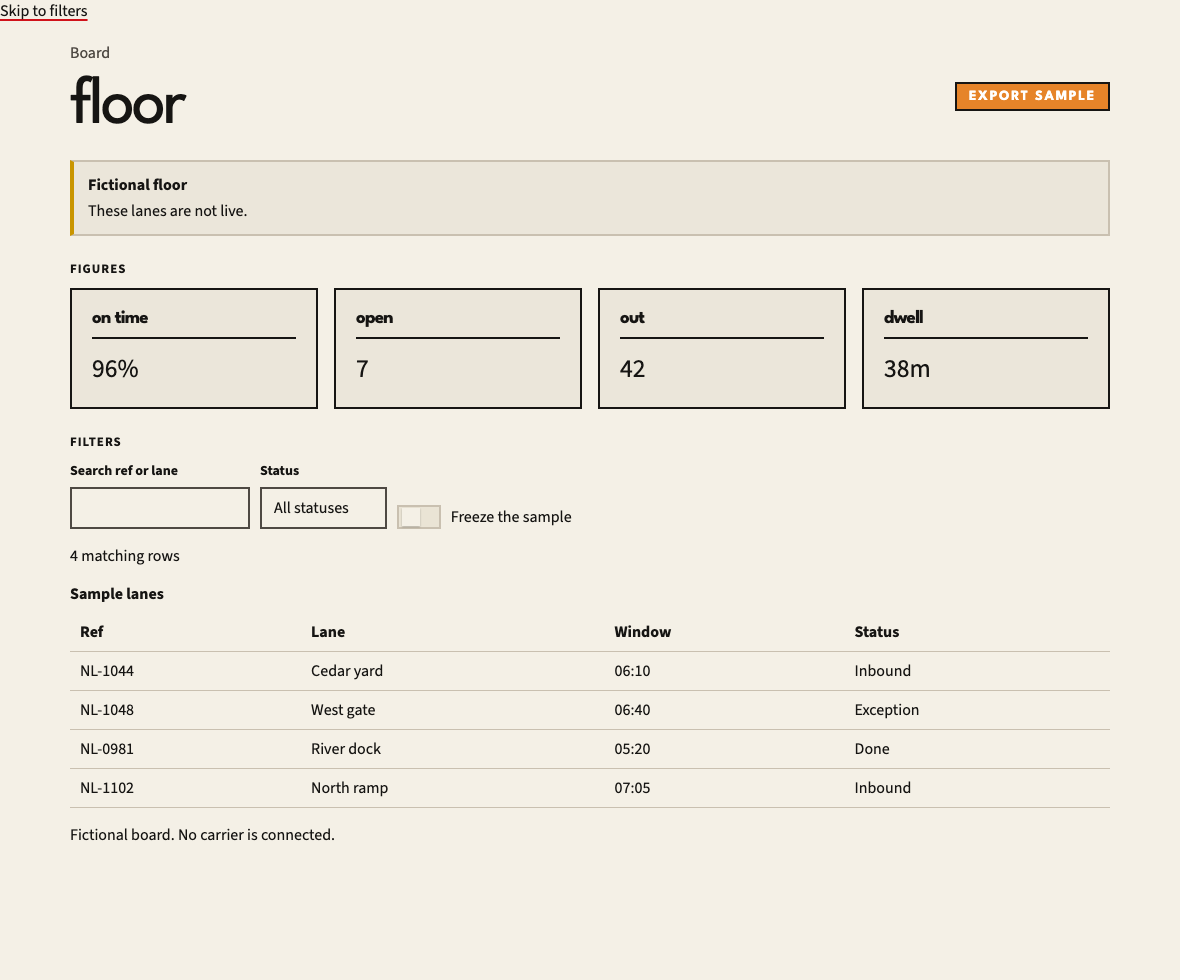 Skip to filters
Board
floor
EXPORT SAMPLE
Fictional floor
These lanes are not live.
FIGURES
on time
96%
open
7
out
42
dwell
38m
FILTERS
Search ref or lane
Status
All statuses
Freeze the sample
4 matching rows
Sample lanes
Ref Lane Window Status
NL-1044 Cedar yard 06:10 Inbound
NL-1048 West gate 06:40 Exception
NL-0981 River dock 05:20 Done
NL-1102 North ramp 07:05 Inbound
Fictional board. No carrier is connected.